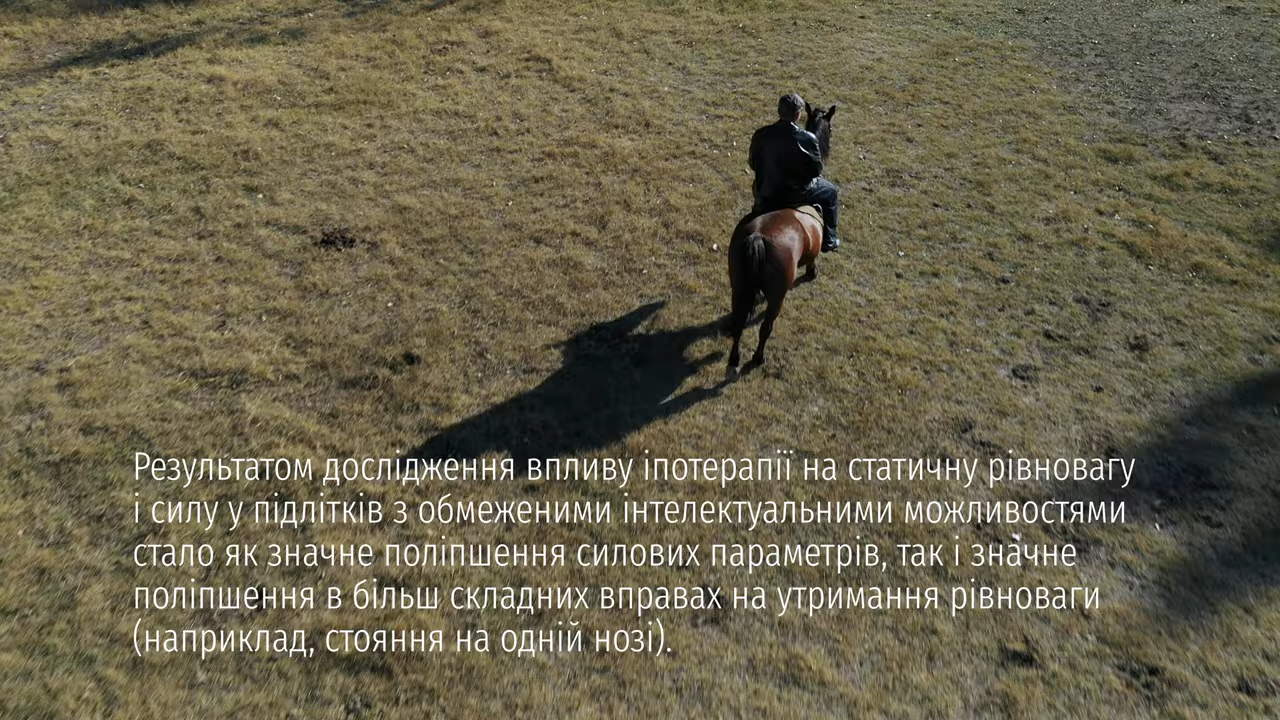 Результатом дослідження впливу іпотерапії на статичну рівновагу
і силу у підлітків з обмеженими інтелектуальними можливостями
стало як значне поліпшення силових параметрів, так і значне
поліпшення в більш складних вправах на утримання рівноваги
(наприклад, стояння на одній нозі).